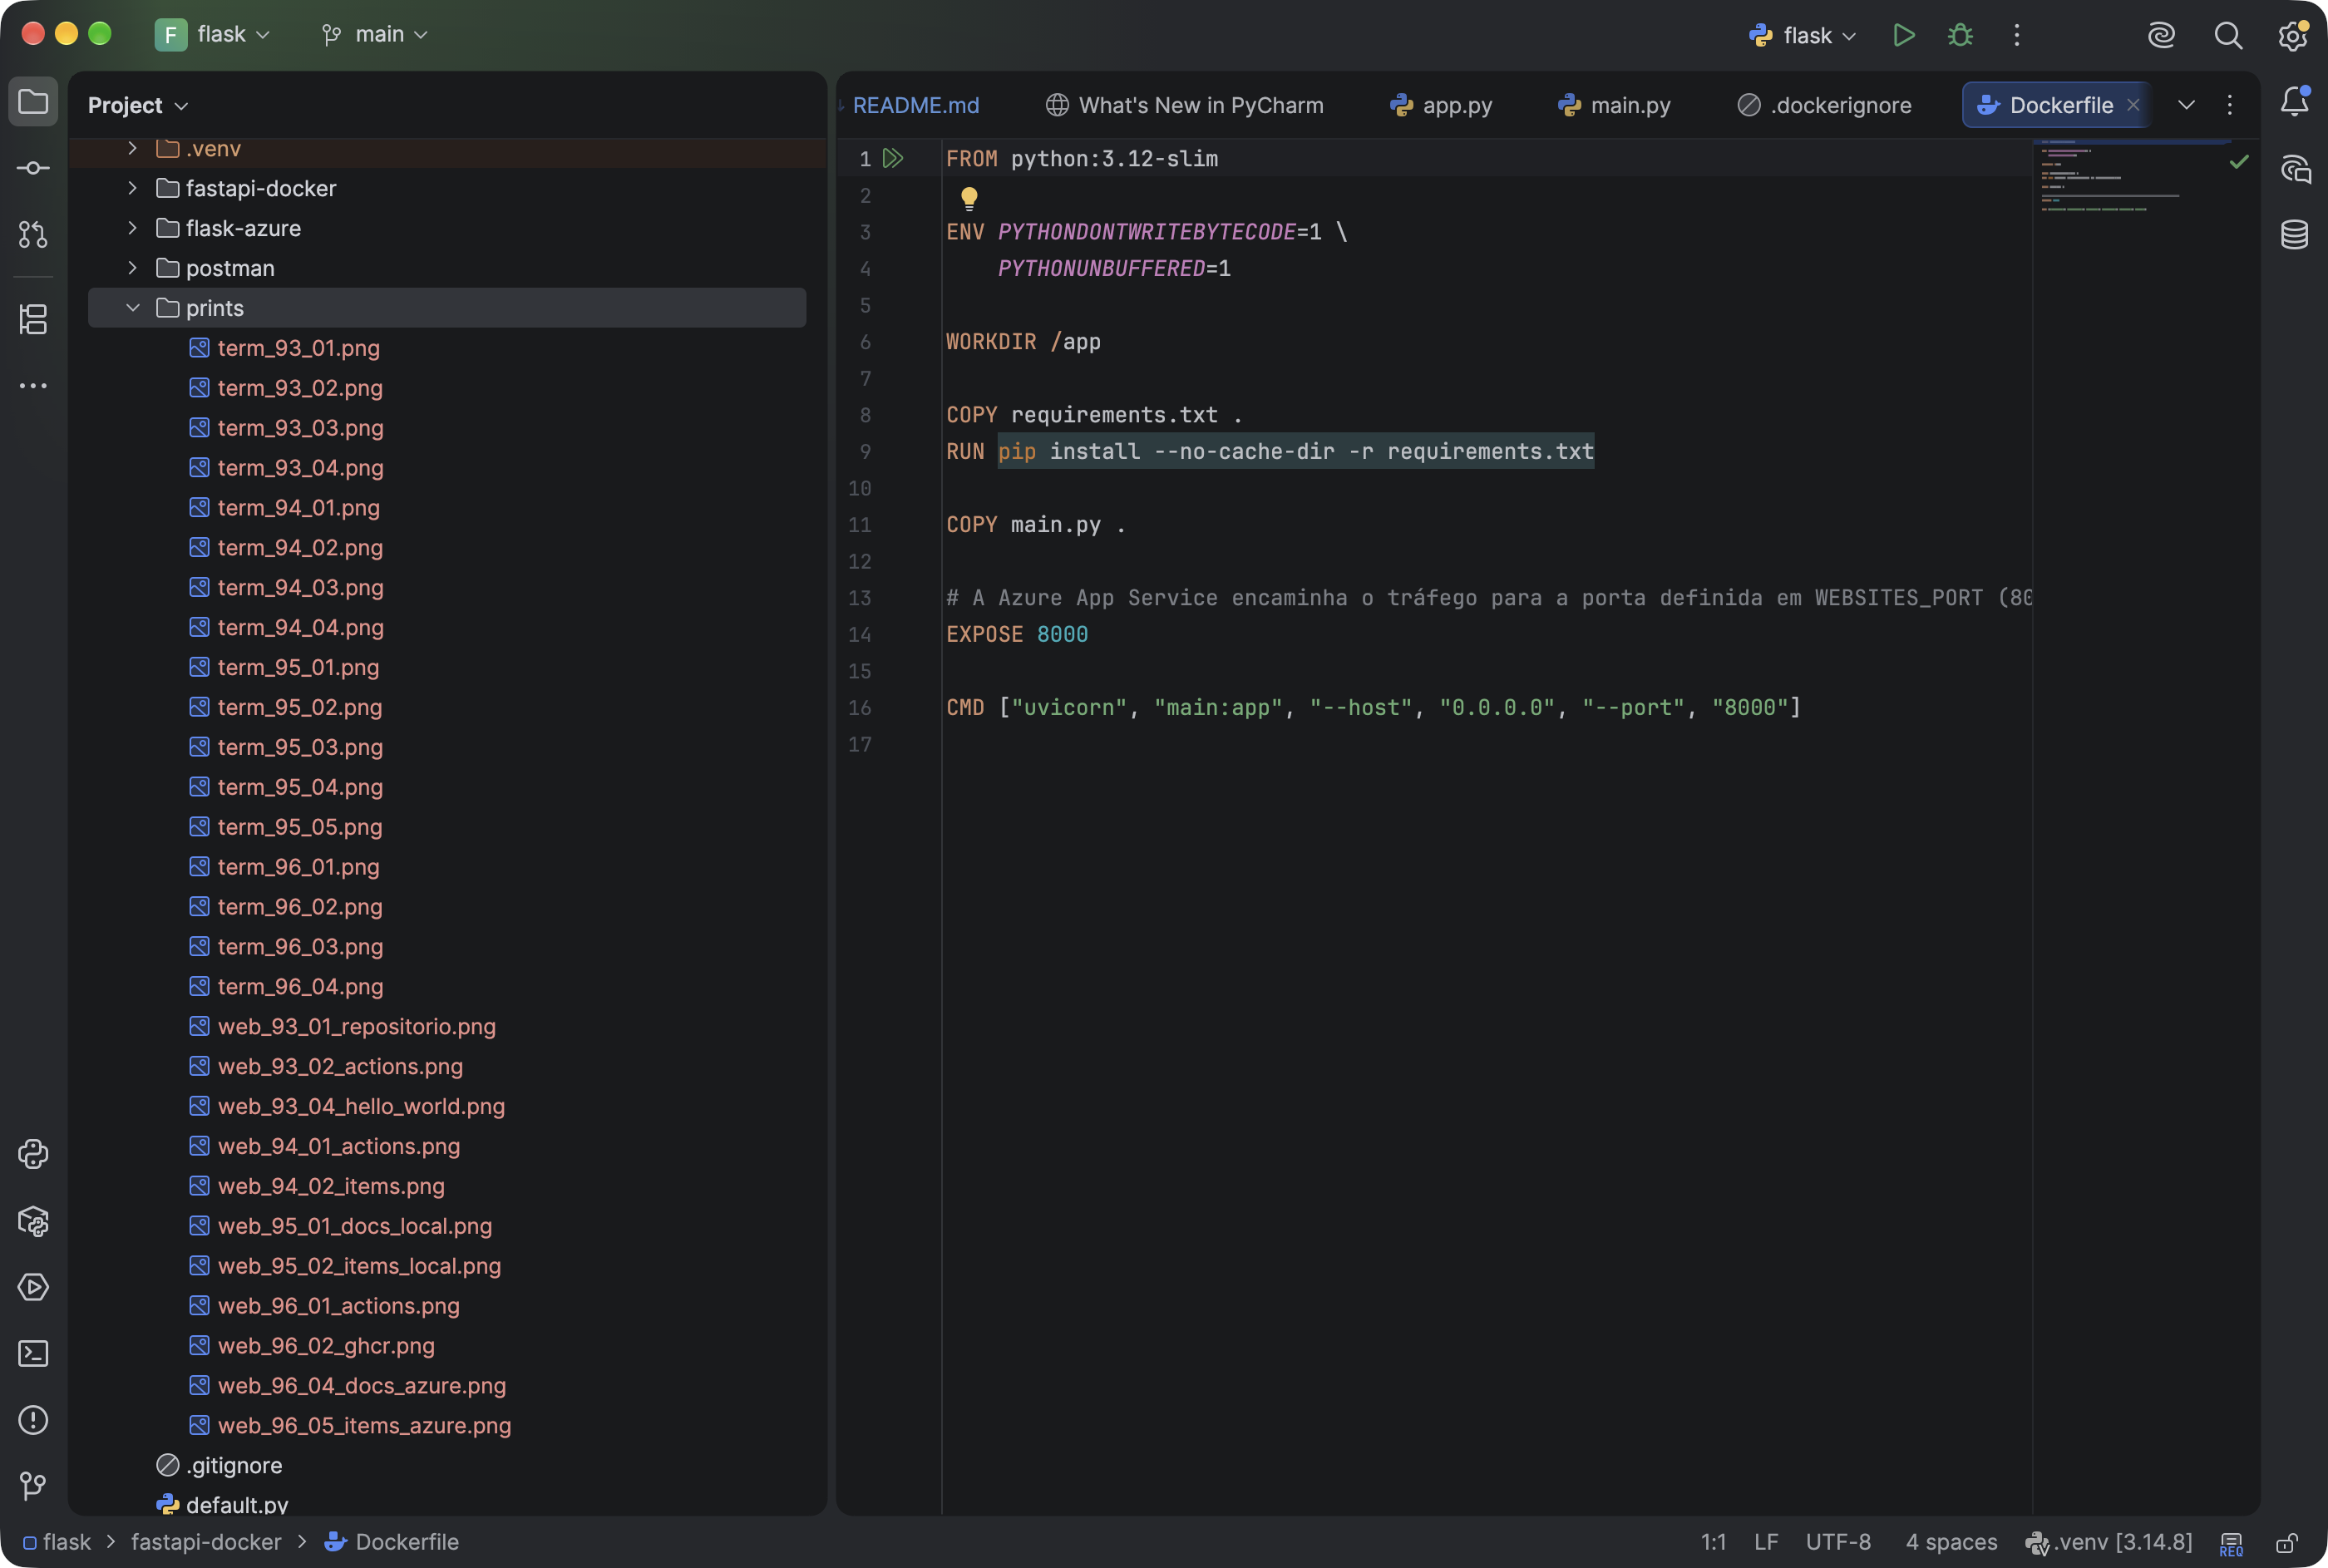 F flask main flask
Project
.venv
fastapi-docker
flask-azure
postman
prints
term_93_01.png
term_93_02.png
term_93_03.png
term_93_04.png
term_94_01.png
term_94_02.png
term_94_03.png
term_94_04.png
term_95_01.png
term_95_02.png
term_95_03.png
term_95_04.png
term_95_05.png
term_96_01.png
term_96_02.png
term_96_03.png
term_96_04.png
web_93_01_repositorio.png
web_93_02_actions.png
web_93_04_hello_world.png
web_94_01_actions.png
web_94_02_items.png
web_95_01_docs_local.png
web_95_02_items_local.png
web_96_01_actions.png
web_96_02_ghcr.png
web_96_04_docs_azure.png
web_96_05_items_azure.png
.gitignore
default.py
README.md What's New in PyCharm app.py main.py .dockerignore Dockerfile
1 FROM python:3.12-slim
2
3 ENV PYTHONDONTWRITEBYTECODE=1 \
4 PYTHONUNBUFFERED=1
5
6 WORKDIR /app
7
8 COPY requirements.txt .
9 RUN pip install --no-cache-dir -r requirements.txt
10
11 COPY main.py .
12
13 # A Azure App Service encaminha o tráfego para a porta definida em WEBSITES_PORT (80
14 EXPOSE 8000
15
16 CMD ["uvicorn", "main:app", "--host", "0.0.0.0", "--port", "8000"]
17
flask > fastapi-docker > Dockerfile
1:1 LF UTF-8 4 spaces .venv [3.14.8] REQ